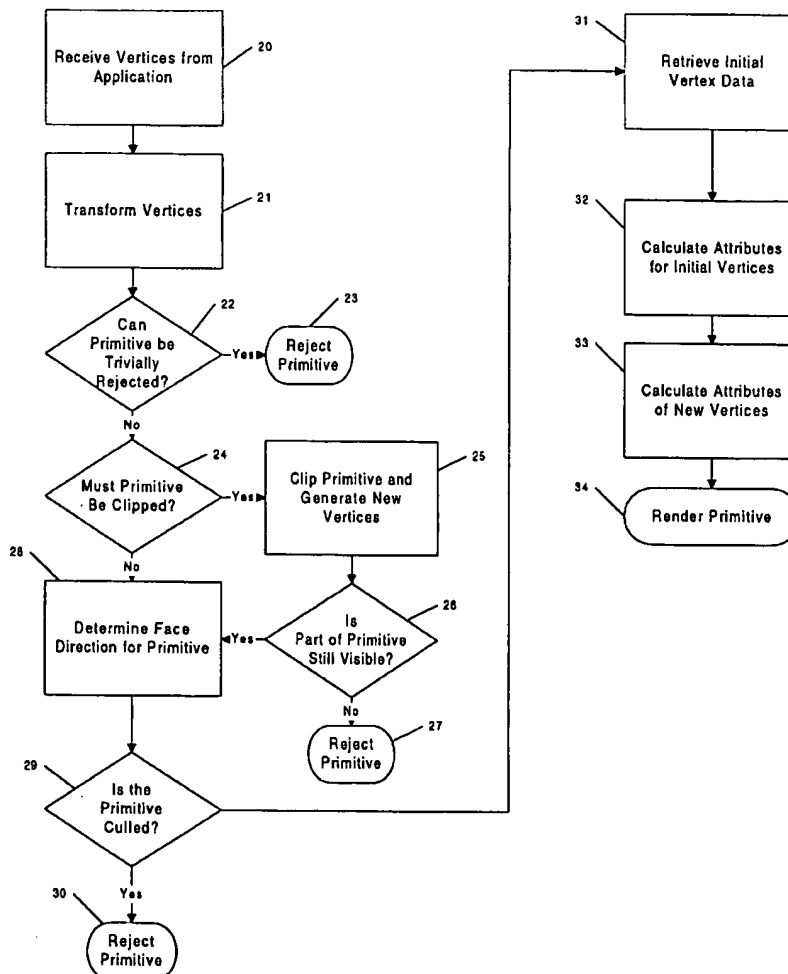 20
Receive Vertices from
Application
21
Transform Vertices
22
Can
Primitive be
Trivially
Rejected?
Yes
23
Reject
Primitive
No
24
Must Primitive
Be Clipped?
Yes
25
Clip Primitive and
Generate New
Vertices
No
26
Is
Part of Primitive
Still Visible?
Yes
No
27
Reject
Primitive
28
Determine Face
Direction for Primitive
29
Is the
Primitive
Culled?
Yes
30
Reject
Primitive
31
Retrieve Initial
Vertex Data
32
Calculate Attributes
for Initial Vertices
33
Calculate Attributes
of New Vertices
34
Render Primitive